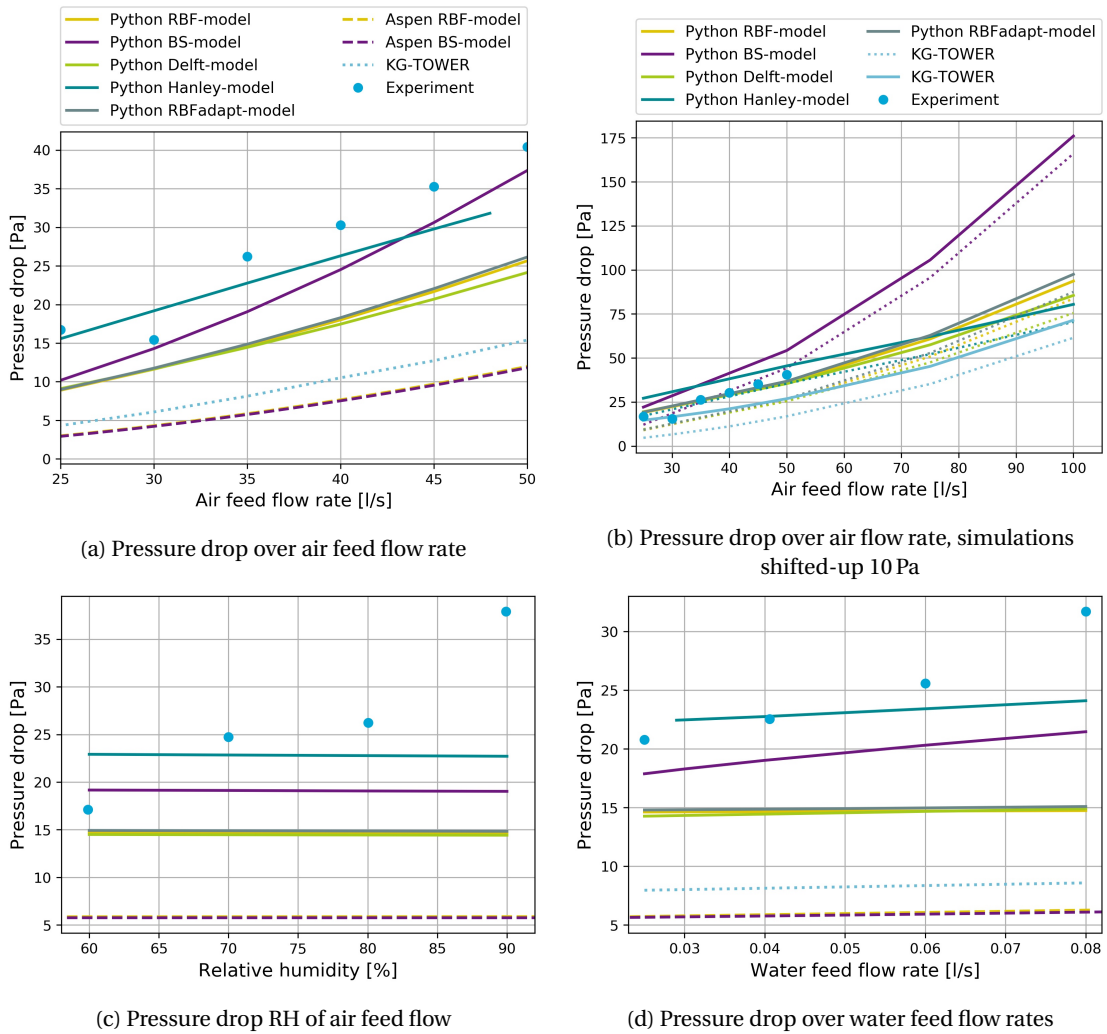 Python RBF-model
Python BS-model
Python Delft-model
Python Hanley-model
Python RBFadapt-model
Aspen RBF-model
Aspen BS-model
KG-TOWER
Experiment
40
35
30
25
20
15
10
5
0
Pressure drop [Pa]
25 30 35 40 45 50
Air feed flow rate [l/s]
(a) Pressure drop over air feed flow rate
Python RBF-model
Python BS-model
Python Delft-model
Python Hanley-model
Python RBFadapt-model
KG-TOWER
KG-TOWER
Experiment
175
150
125
100
75
50
25
0
Pressure drop [Pa]
30 40 50 60 70 80 90 100
Air feed flow rate [l/s]
(b) Pressure drop over air flow rate, simulations
shifted-up 10 Pa
35
30
25
20
15
10
5
Pressure drop [Pa]
60 65 70 75 80 85 90
Relative humidity [%]
(c) Pressure drop RH of air feed flow
30
25
20
15
10
5
Pressure drop [Pa]
0.03 0.04 0.05 0.06 0.07 0.08
Water feed flow rate [l/s]
(d) Pressure drop over water feed flow rates